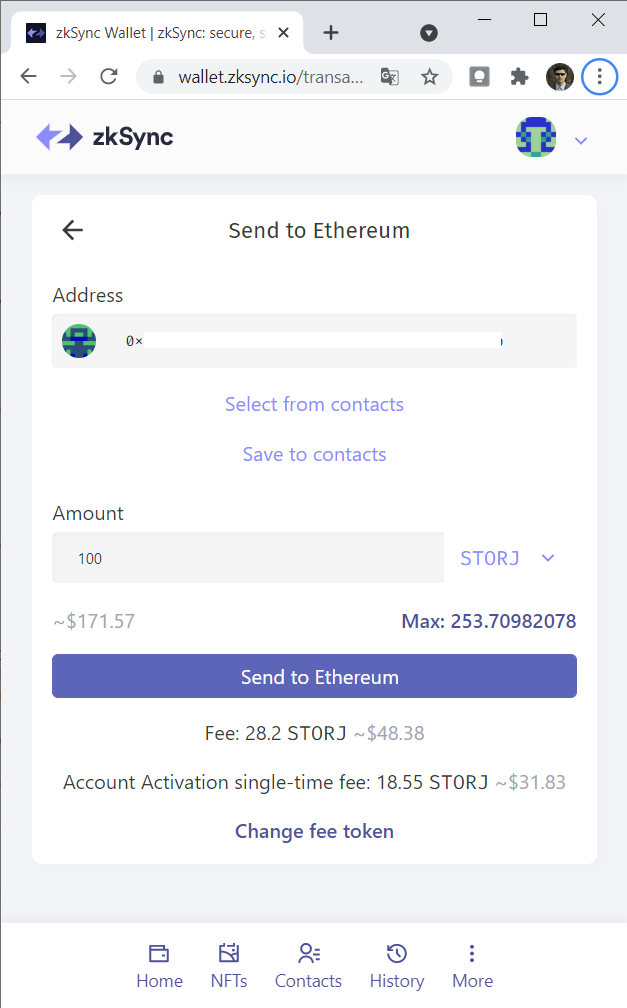 zkSync Wallet | zkSync: secure, s
wallet.zksync.io/transa...
zkSync
Send to Ethereum
Address
0×
Select from contacts
Save to contacts
Amount
100 STORJ
~$171.57 Max: 253.70982078
Send to Ethereum
Fee: 28.2 STORJ ~$48.38
Account Activation single-time fee: 18.55 STORJ ~$31.83
Change fee token
Home NFTs Contacts History More